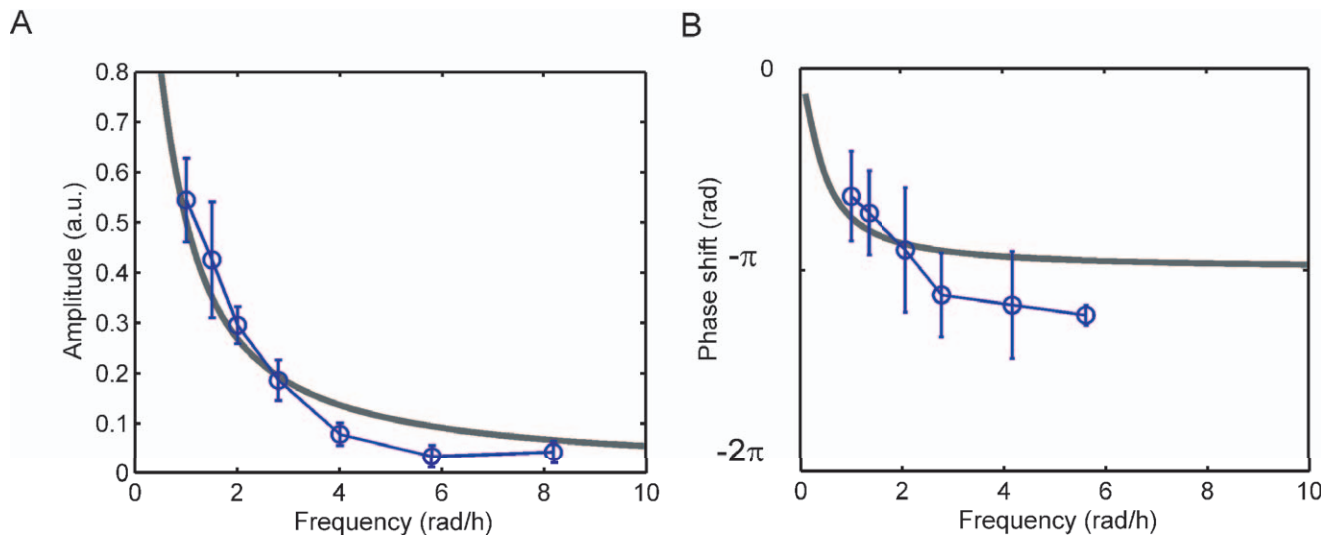 A
Amplitude (a.u.)
0.8
0.7
0.6
0.5
0.4
0.3
0.2
0.1
0
0 2 4 6 8 10
Frequency (rad/h)
B
Phase shift (rad)
0
-π
-2π
0 2 4 6 8 10
Frequency (rad/h)